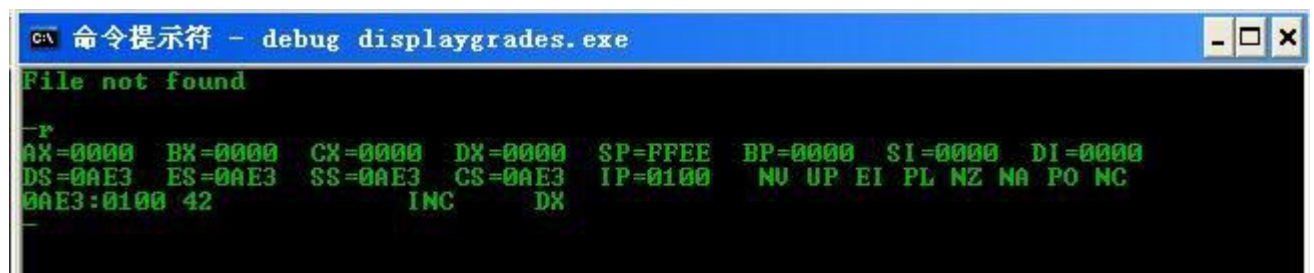 命令提示符 - debug displaygrades.exe
File not found
-r
AX=0000 BX=0000 CX=0000 DX=0000 SP=FFEE BP=0000 SI=0000 DI=0000
DS=0AE3 ES=0AE3 SS=0AE3 CS=0AE3 IP=0100 NV UP EI PL NZ NA PO NC
0AE3:0100 42 INC DX
-